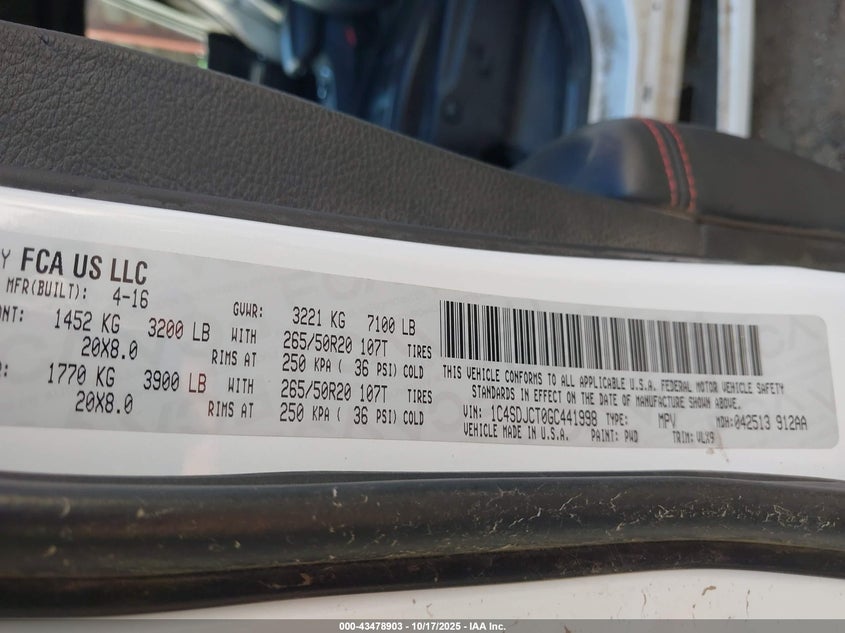 Y FCA US LLC
MFR(BUILT): 4-16 GVWR: 3221 KG 7100 LB
NT: 1452 KG 3200 LB WITH 265/50R20 107T TIRES
20X8.0 RIMS AT 250 KPA ( 36 PSI) COLD
R: 1770 KG 3900 LB WITH 265/50R20 107T TIRES
20X8.0 RIMS AT 250 KPA ( 36 PSI) COLD
THIS VEHICLE CONFORMS TO ALL APPLICABLE U.S.A. FEDERAL MOTOR VEHICLE SAFETY
STANDARDS IN EFFECT ON THE DATE OF MANUFACTURE SHOWN ABOVE.
VIN: 1C4SDJCT0GC441998 TYPE: MPV MDH: 042513 912AA
VEHICLE MADE IN U.S.A. PAINT: PWD TRIM: VLX9
000-43478903 - 10/17/2025 - IAA Inc.